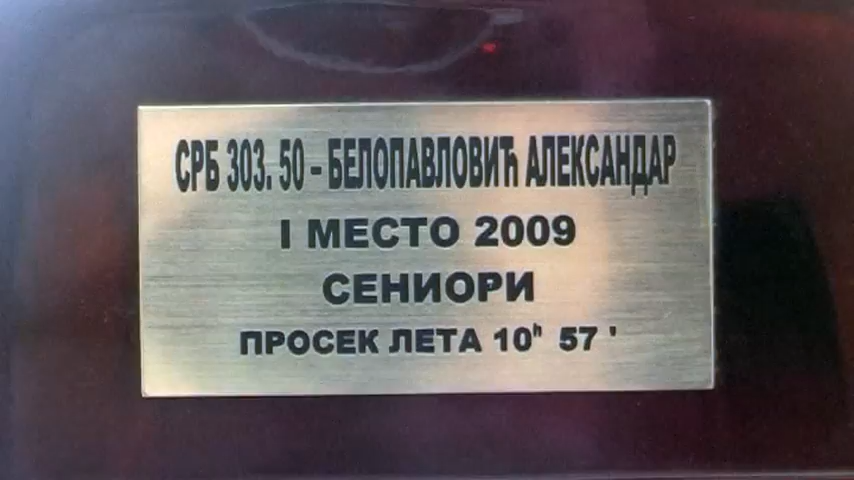 СРБ 303. 50 – БЕЛОПАВЛОВИЋ АЛЕКСАНДАР
I МЕСТО 2009
СЕНИОРИ
ПРОСЕК ЛЕТА 10ʰ 57 '